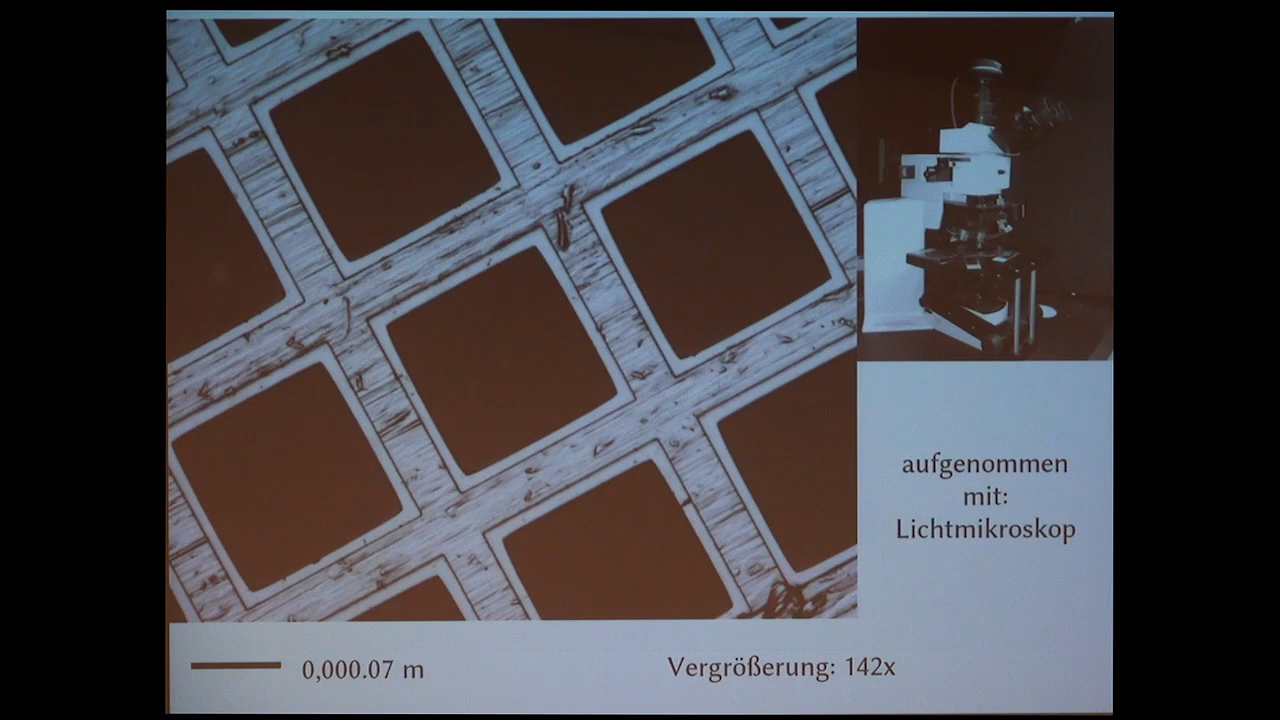 aufgenommen
mit:
Lichtmikroskop
0,000.07 m
Vergrößerung: 142x